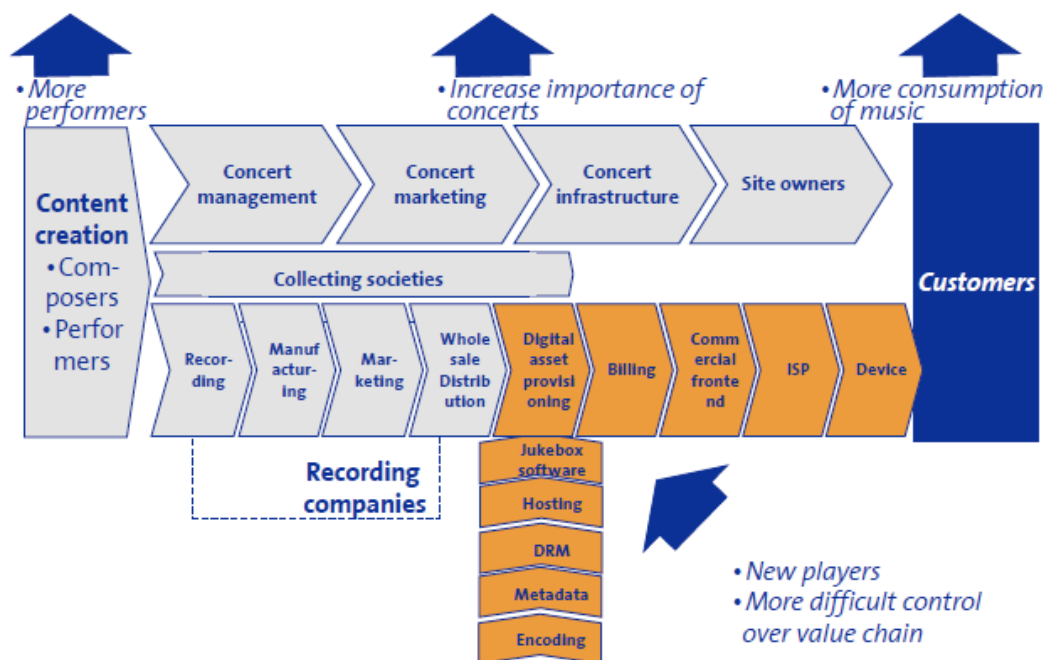 • More
performers
• Increase importance of
concerts
• More consumption
of music
Content
creation
• Com-
posers
• Perfor
mers
Concert
management
Concert
marketing
Concert
infrastructure
Site owners
Collecting societies
Customers
Recor-
ding
Manuf
actur-
ing
Mar-
keting
Whole
sale
Distrib
ution
Digital
asset
provisi
oning
Billing
Comm
ercial
fronte
nd
ISP
Device
Recording
companies
Jukebox
software
Hosting
DRM
Metadata
Encoding
• New players
• More difficult control
over value chain